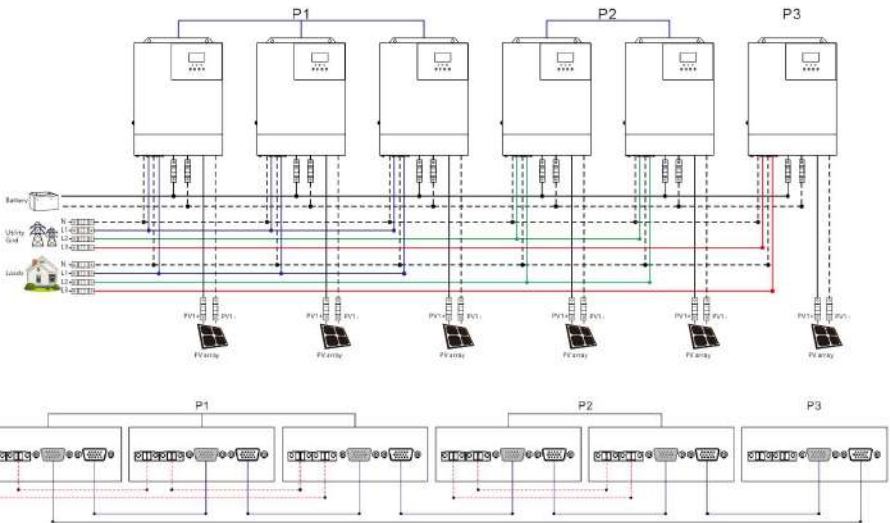 P1 P2 P3
Battery
N
Utility Grid
L1
L2
L3
N
Loads
L1
L2
L3
PV1+ PV1- PV1+ PV1- PV1+ PV1- PV1+ PV1- PV1+ PV1- PV1+ PV1-
PV array PV array PV array PV array PV array PV array
P1 P2 P3